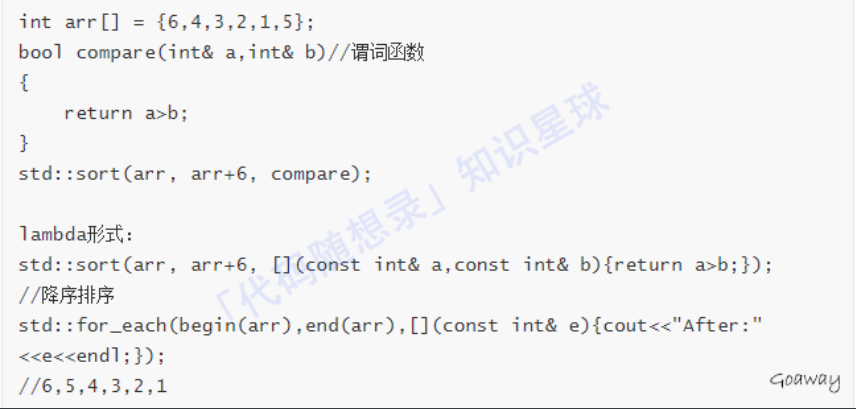 int arr[] = {6,4,3,2,1,5};
bool compare(int& a,int& b)//谓词函数
{
    return a>b;
}
std::sort(arr, arr+6, compare);
lambda形式：
std::sort(arr, arr+6, [](const int& a,const int& b){return a>b;});
//降序排序
std::for_each(begin(arr),end(arr),[](const int& e){cout<<"After:"
<<e<<endl;});
//6,5,4,3,2,1
「代码随想录」知识星球
Goaway